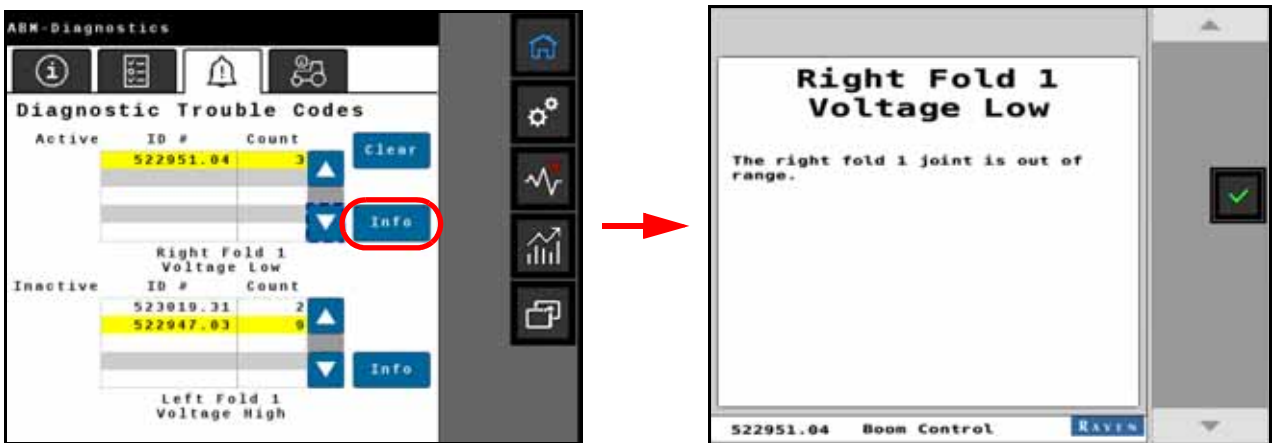 ABM-Diagnostics
Diagnostic Trouble Codes
Active ID # Count
522951.04 3
Clear
Info
Right Fold 1
Voltage Low
Inactive ID # Count
523019.31 2
522947.03 9
Info
Left Fold 1
Voltage High
Right Fold 1
Voltage Low
The right fold 1 joint is out of
range.
522951.04 Boom Control RAVEN